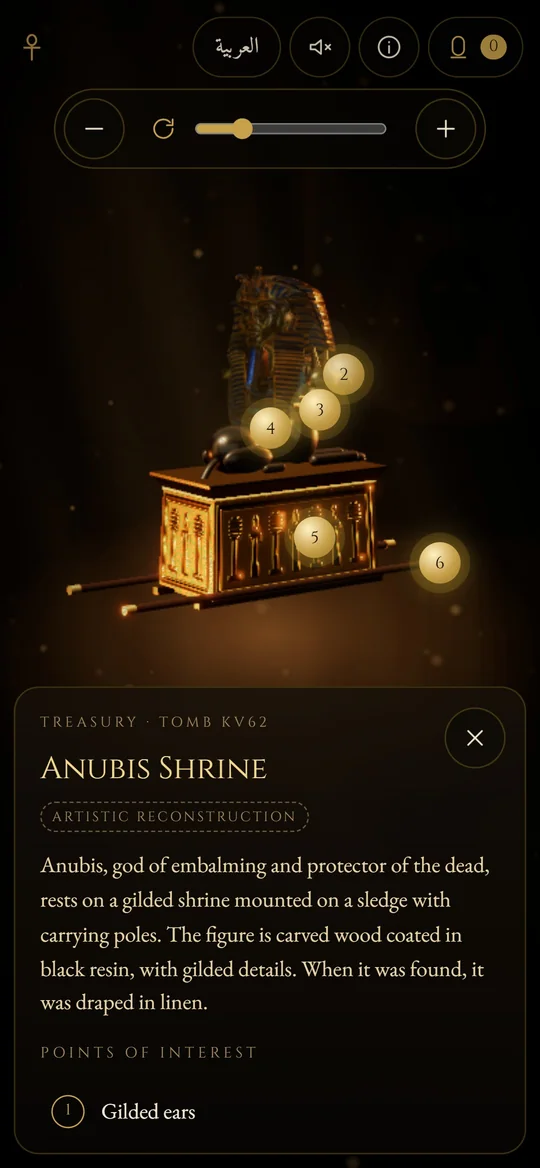 العربية
0
2
3
4
5
6
TREASURY · TOMB KV62
ANUBIS SHRINE
ARTISTIC RECONSTRUCTION
Anubis, god of embalming and protector of the dead,
rests on a gilded shrine mounted on a sledge with
carrying poles. The figure is carved wood coated in
black resin, with gilded details. When it was found, it
was draped in linen.
POINTS OF INTEREST
1 Gilded ears